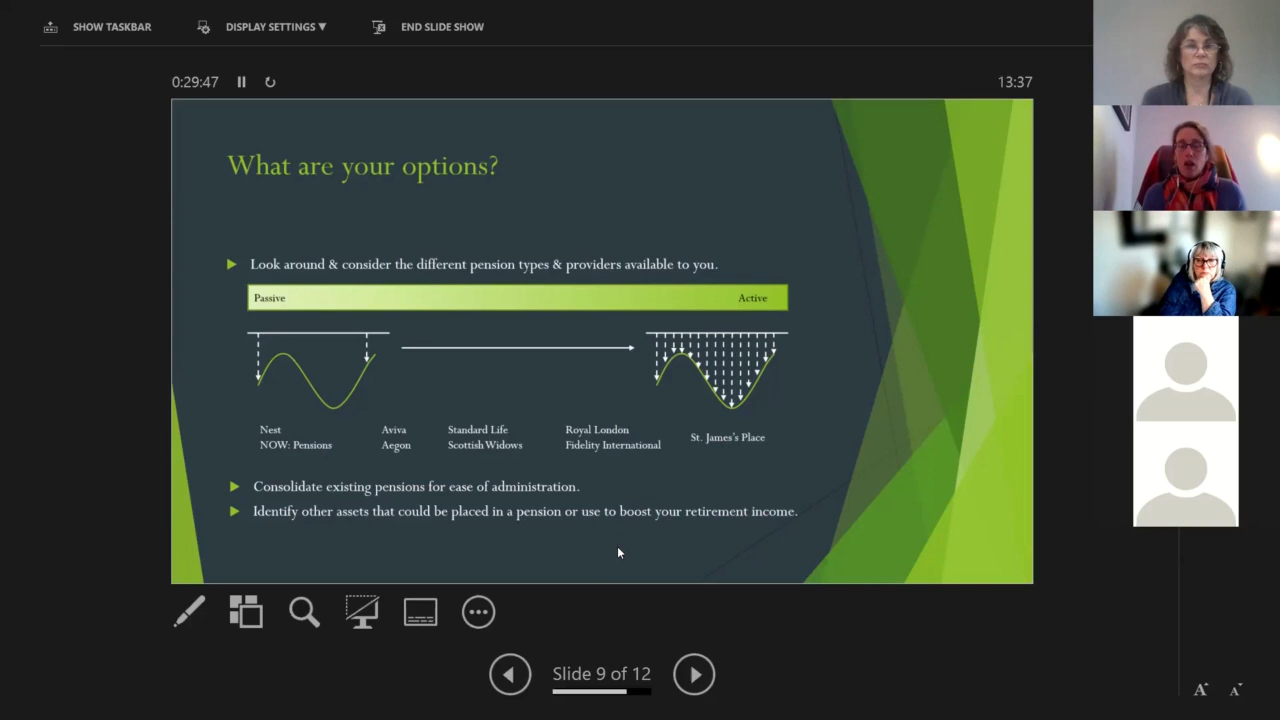 SHOW TASKBAR
DISPLAY SETTINGS ▼
END SLIDE SHOW
0:29:47
13:37
What are your options?
Look around & consider the different pension types & providers available to you.
Passive
Active
Nest
NOW: Pensions
Aviva
Aegon
Standard Life
Scottish Widows
Royal London
Fidelity International
St. James's Place
Consolidate existing pensions for ease of administration.
Identify other assets that could be placed in a pension or use to boost your retirement income.
Slide 9 of 12
A A